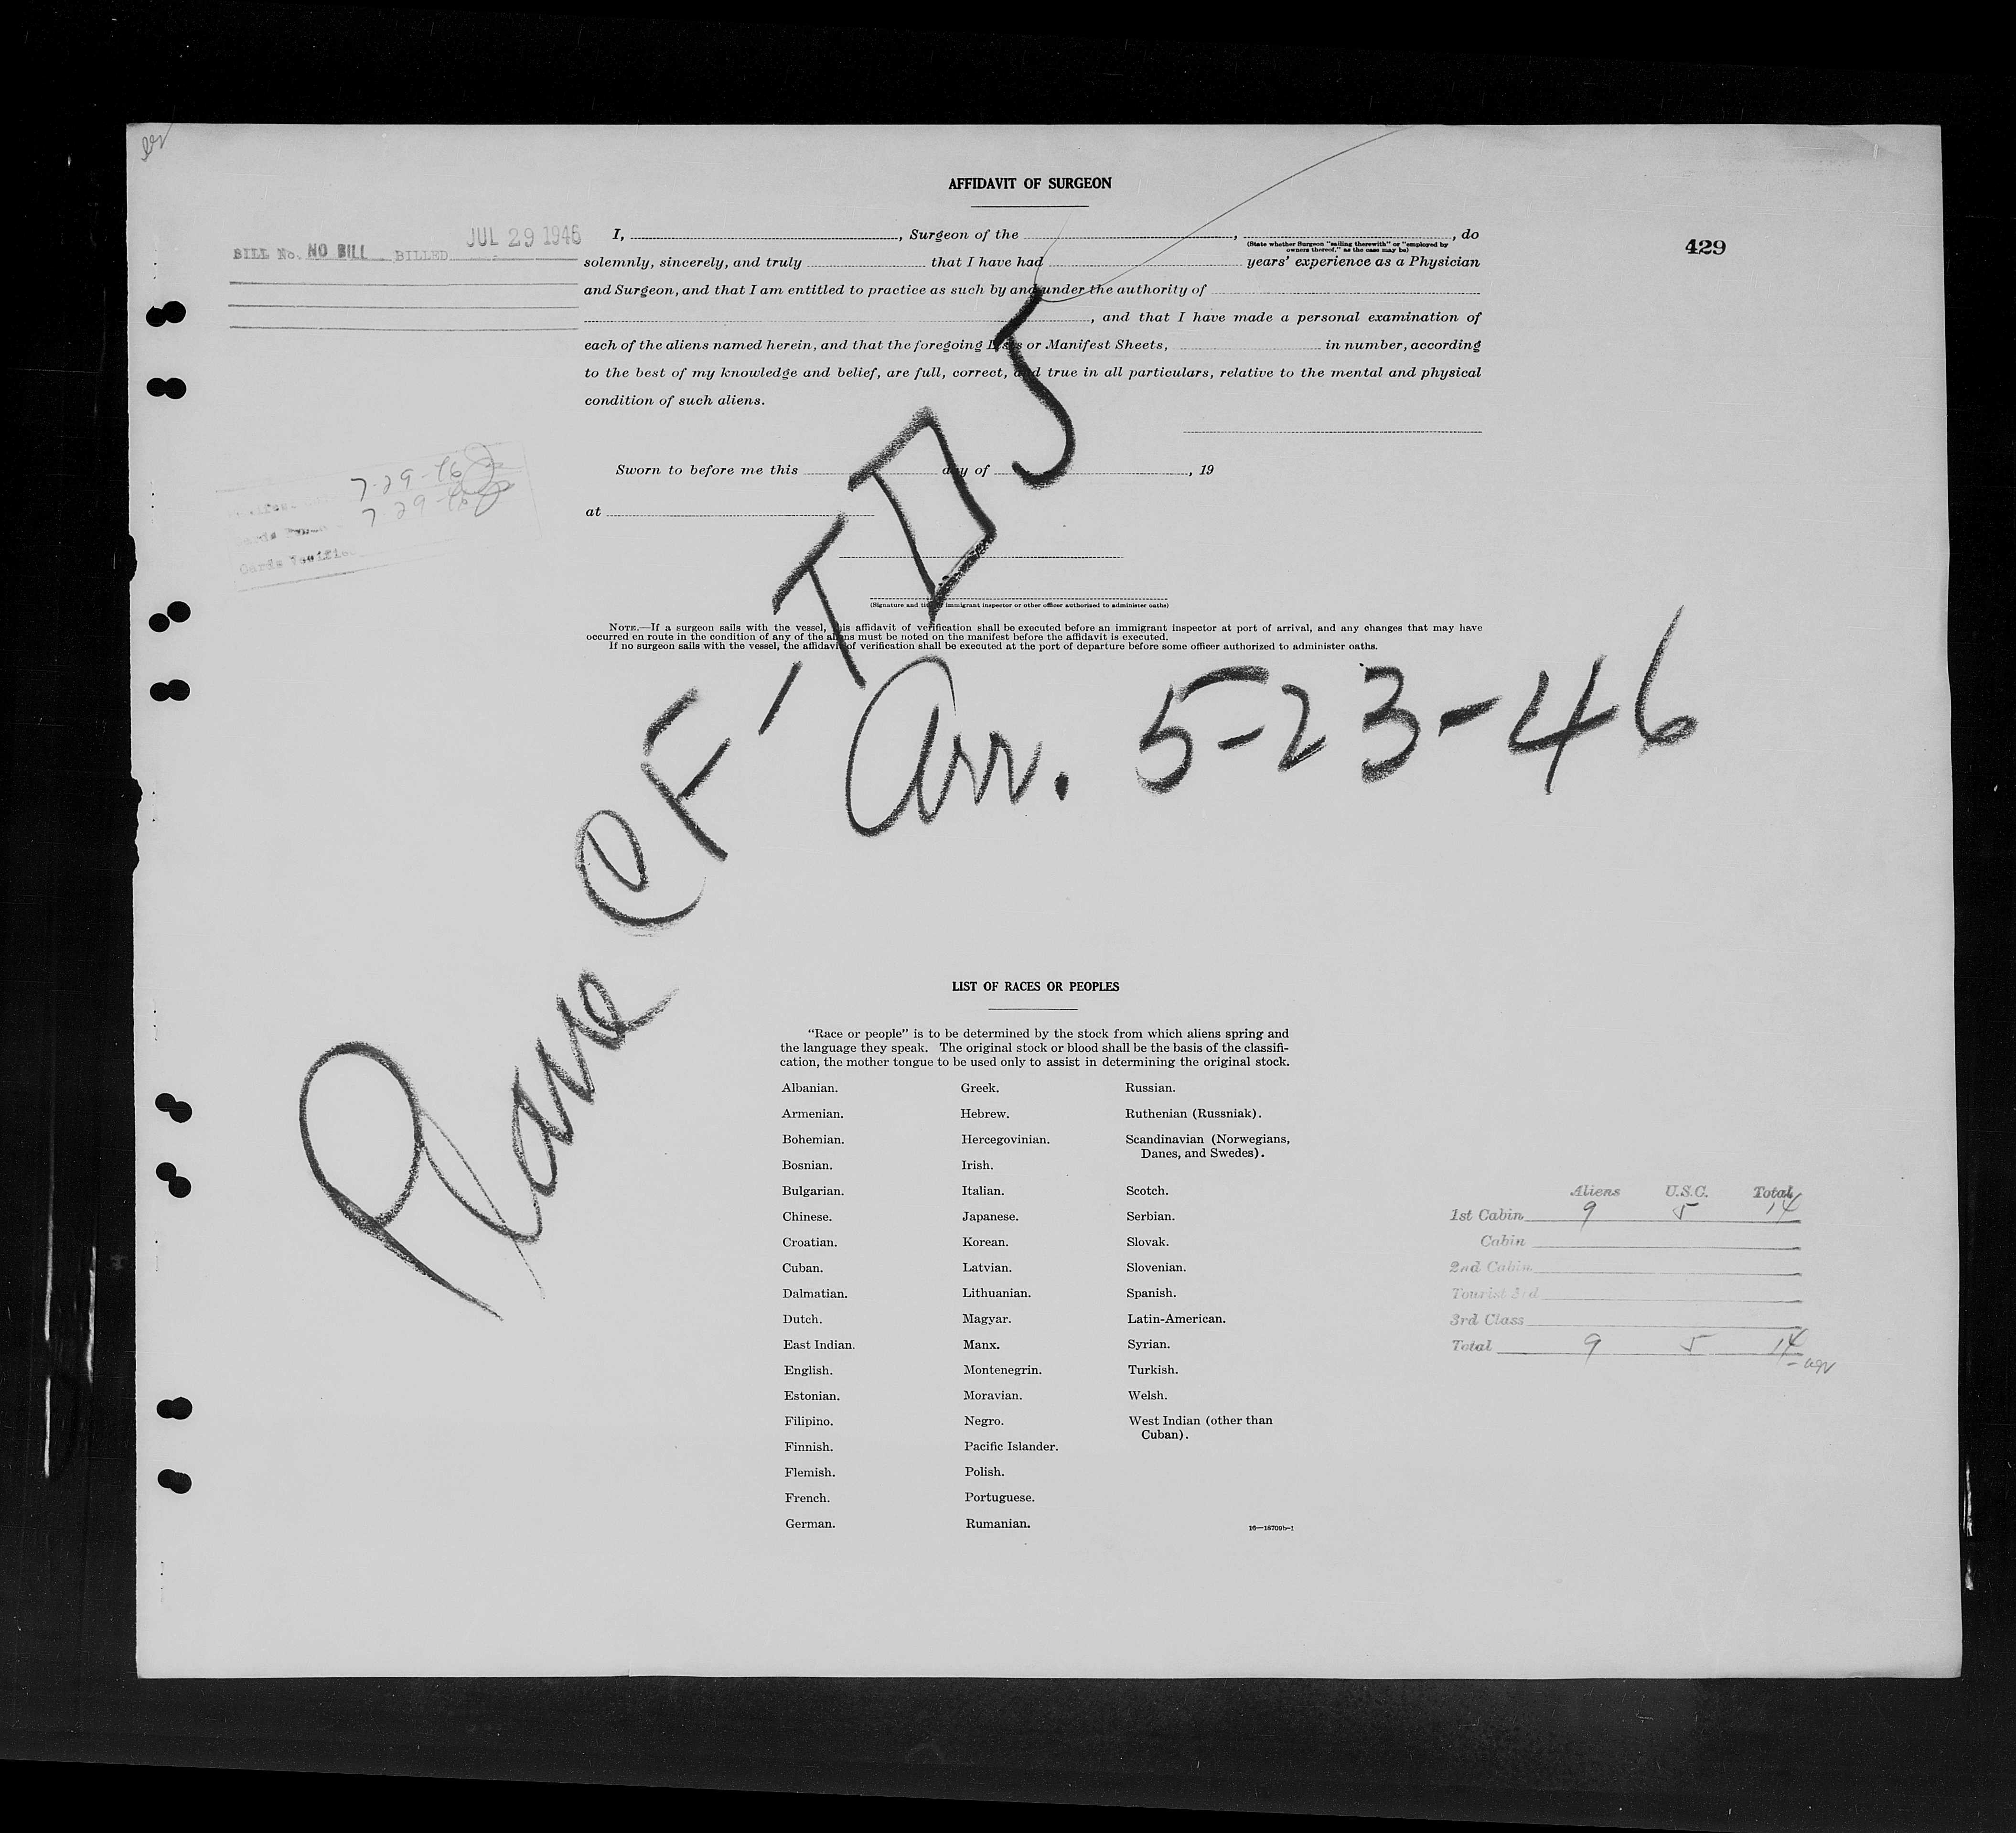 AFFIDAVIT OF SURGEON
429
BILL No. NO BILL BILLED JUL 29 1946
I, , Surgeon of the , , do
(State whether Surgeon "sailing therewith" or "employed by owners thereof," as the case may be)
solemnly, sincerely, and truly that I have had years' experience as a Physician
and Surgeon, and that I am entitled to practice as such by and under the authority of
, and that I have made a personal examination of
each of the aliens named herein, and that the foregoing Lists or Manifest Sheets, in number, according
to the best of my knowledge and belief, are full, correct, and true in all particulars, relative to the mental and physical
condition of such aliens.
Sworn to before me this day of , 19
at
7-29-46
7-29-46
Cards Verified
(Signature and title of immigrant inspector or other officer authorized to administer oaths)
NOTE.—If a surgeon sails with the vessel, this affidavit of verification shall be executed before an immigrant inspector at port of arrival, and any changes that may have
occurred en route in the condition of any of the aliens must be noted on the manifest before the affidavit is executed.
If no surgeon sails with the vessel, the affidavit of verification shall be executed at the port of departure before some officer authorized to administer oaths.
Plane CF-TDJ
Arr. 5-23-46
LIST OF RACES OR PEOPLES
"Race or people" is to be determined by the stock from which aliens spring and
the language they speak. The original stock or blood shall be the basis of the classifi-
cation, the mother tongue to be used only to assist in determining the original stock.
Albanian.
Armenian.
Bohemian.
Bosnian.
Bulgarian.
Chinese.
Croatian.
Cuban.
Dalmatian.
Dutch.
East Indian.
English.
Estonian.
Filipino.
Finnish.
Flemish.
French.
German.
Greek.
Hebrew.
Hercegovinian.
Irish.
Italian.
Japanese.
Korean.
Latvian.
Lithuanian.
Magyar.
Manx.
Montenegrin.
Moravian.
Negro.
Pacific Islander.
Polish.
Portuguese.
Rumanian.
Russian.
Ruthenian (Russniak).
Scandinavian (Norwegians,
Danes, and Swedes).
Scotch.
Serbian.
Slovak.
Slovenian.
Spanish.
Latin-American.
Syrian.
Turkish.
Welsh.
West Indian (other than
Cuban).
16—18709b-1
Aliens U.S.C. Total
1st Cabin 9 5 14
Cabin
2nd Cabin
Tourist 3rd
3rd Class
Total 9 5 14